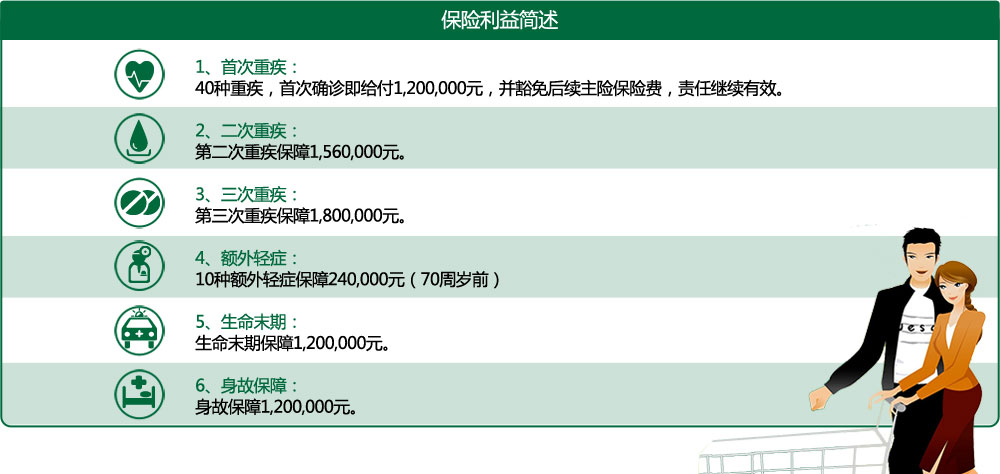 保险利益简述
1、首次重疾：
40种重疾，首次确诊即给付1,200,000元，并豁免后续主险保险费，责任继续有效。
2、二次重疾：
第二次重疾保障1,560,000元。
3、三次重疾：
第三次重疾保障1,800,000元。
4、额外轻症：
10种额外轻症保障240,000元（70周岁前）
5、生命末期：
生命末期保障1,200,000元。
6、身故保障：
身故保障1,200,000元。